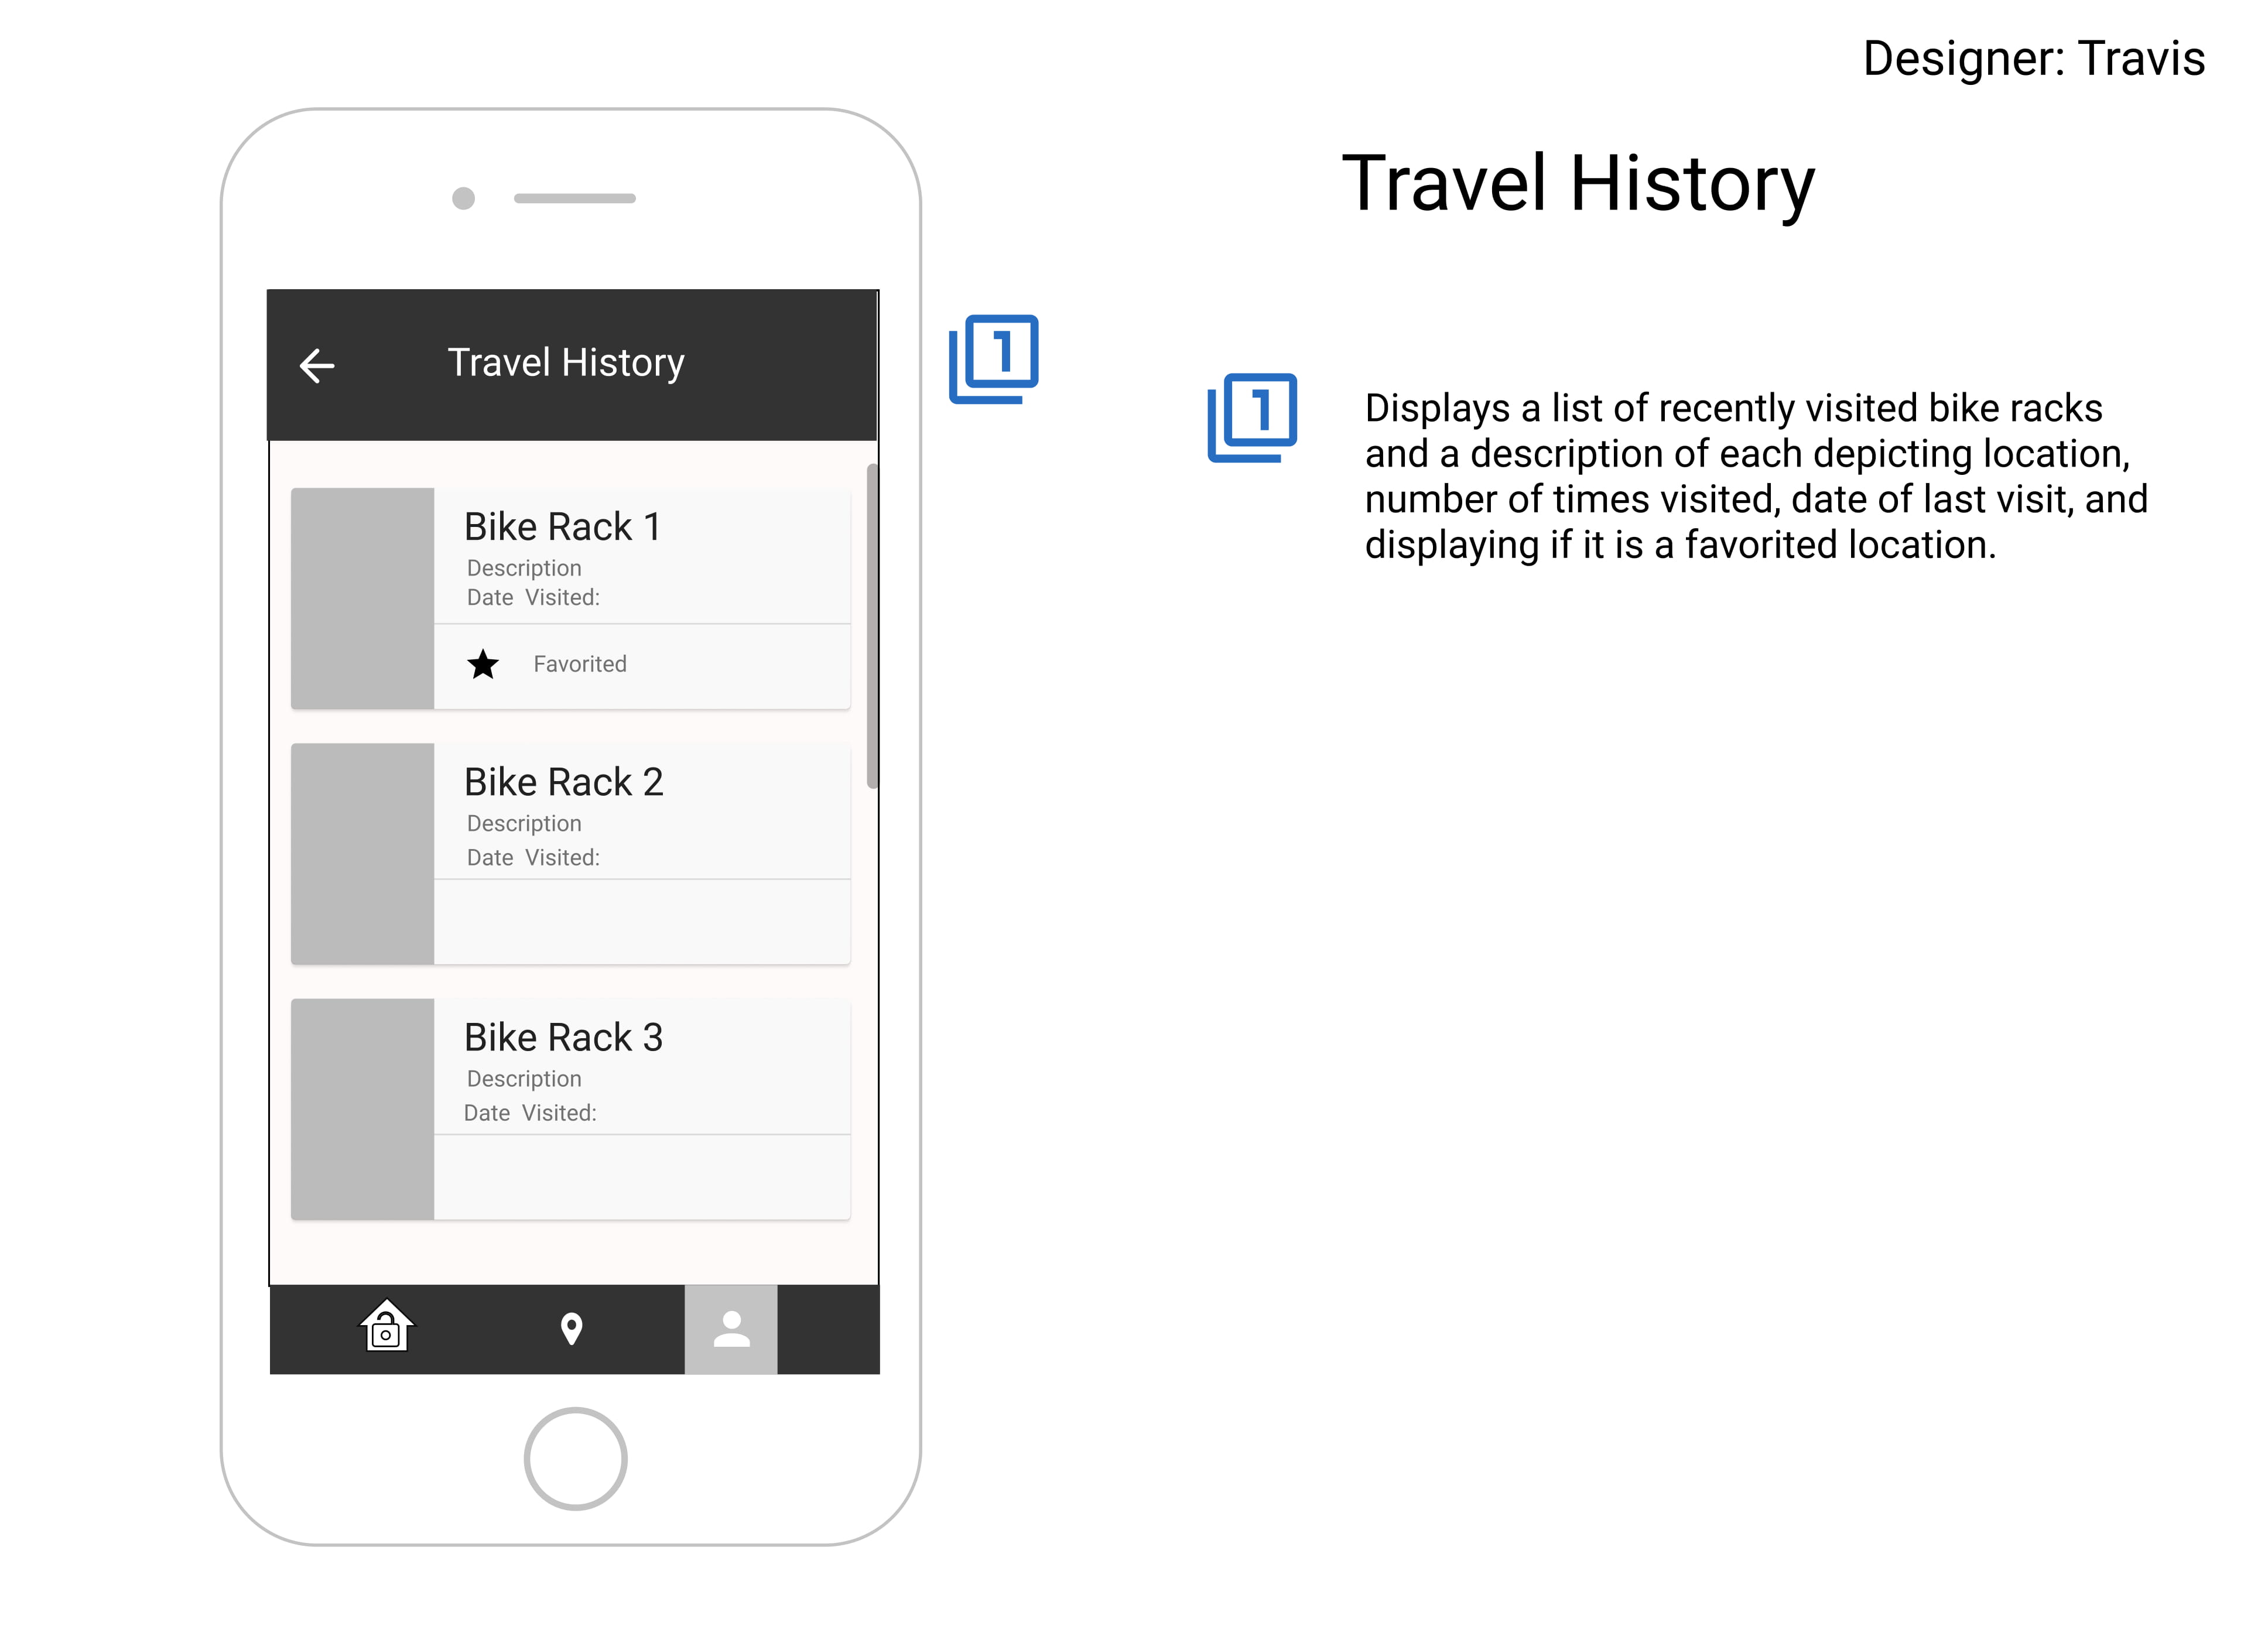 Designer: Travis
Travel History
Travel History
1
1
Displays a list of recently visited bike racks
and a description of each depicting location,
number of times visited, date of last visit, and
displaying if it is a favorited location.
Bike Rack 1
Description
Date Visited:
Favorited
Bike Rack 2
Description
Date Visited:
Bike Rack 3
Description
Date Visited: